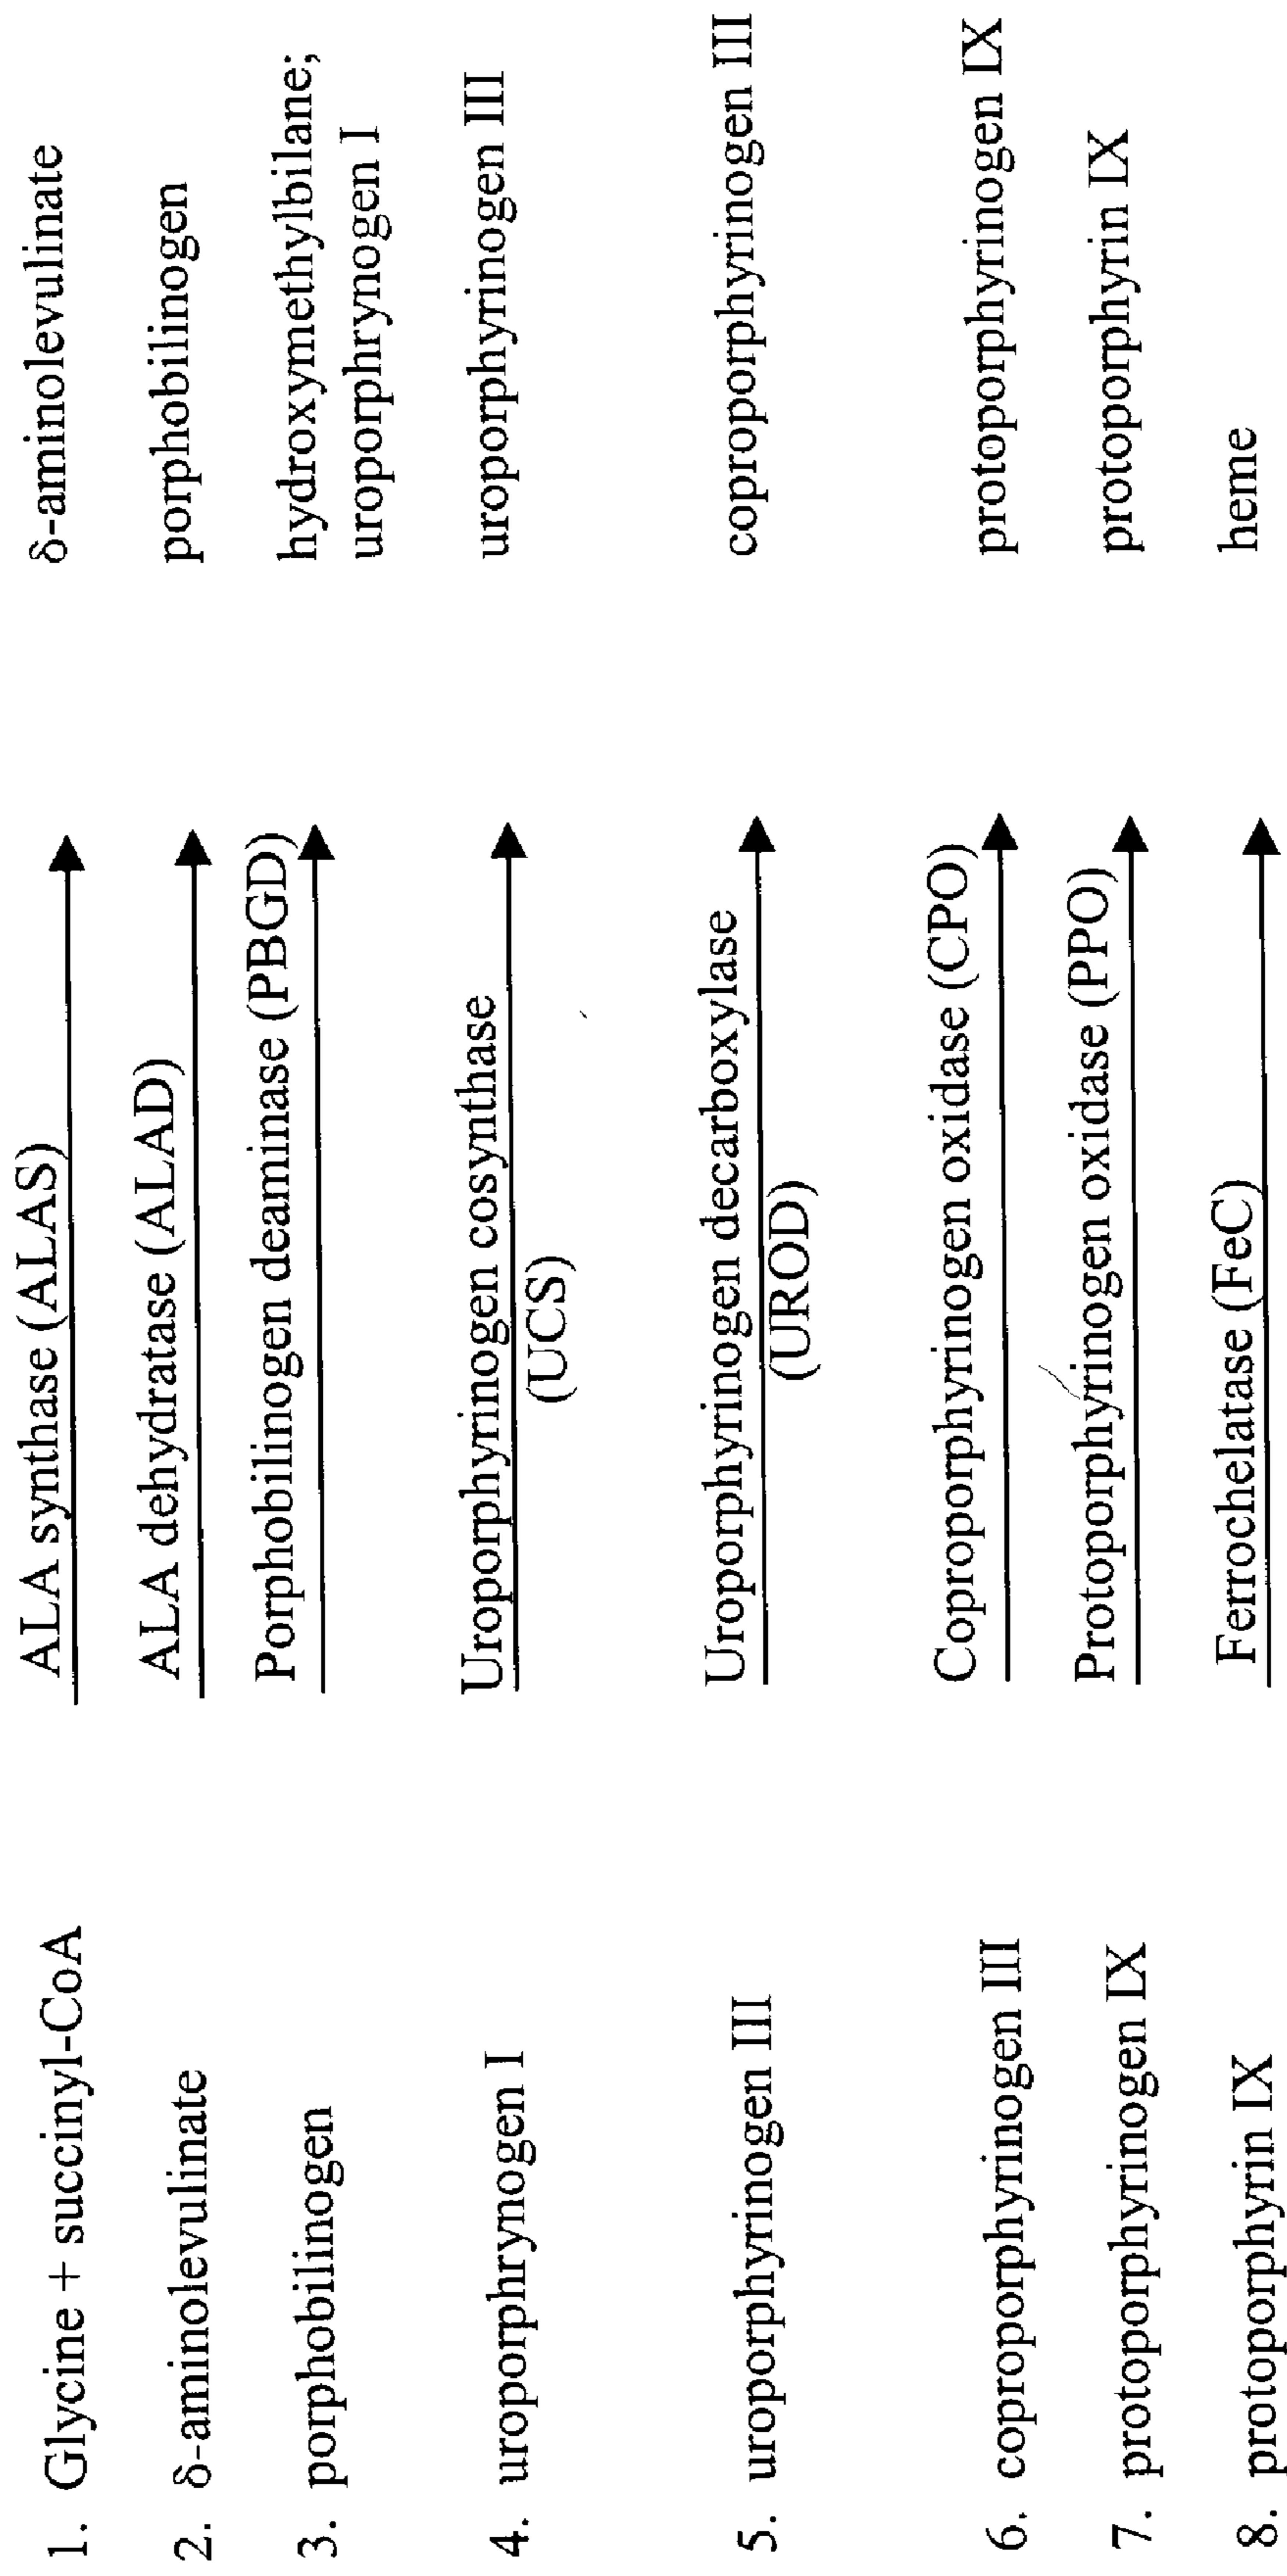 1. Glycine + succinyl-CoA ALA synthase (ALAS) δ-aminolevulinate
2. δ-aminolevulinate ALA dehydratase (ALAD) porphobilinogen
3. porphobilinogen Porphobilinogen deaminase (PBGD) hydroxymethylbilane;
uroporphrynogen I
4. uroporphrynogen I Uroporphyrinogen cosynthase uroporphyrinogen III
(UCS)
5. uroporphyrinogen III Uroporphyrinogen decarboxylase coproporphyrinogen III
(UROD)
6. coproporphyrinogen III Coproporphyrinogen oxidase (CPO) protoporphyrinogen IX
7. protoporphyrinogen IX Protoporphyrinogen oxidase (PPO) protoporphyrin IX
8. protoporphyrin IX Ferrochelatase (FeC) heme